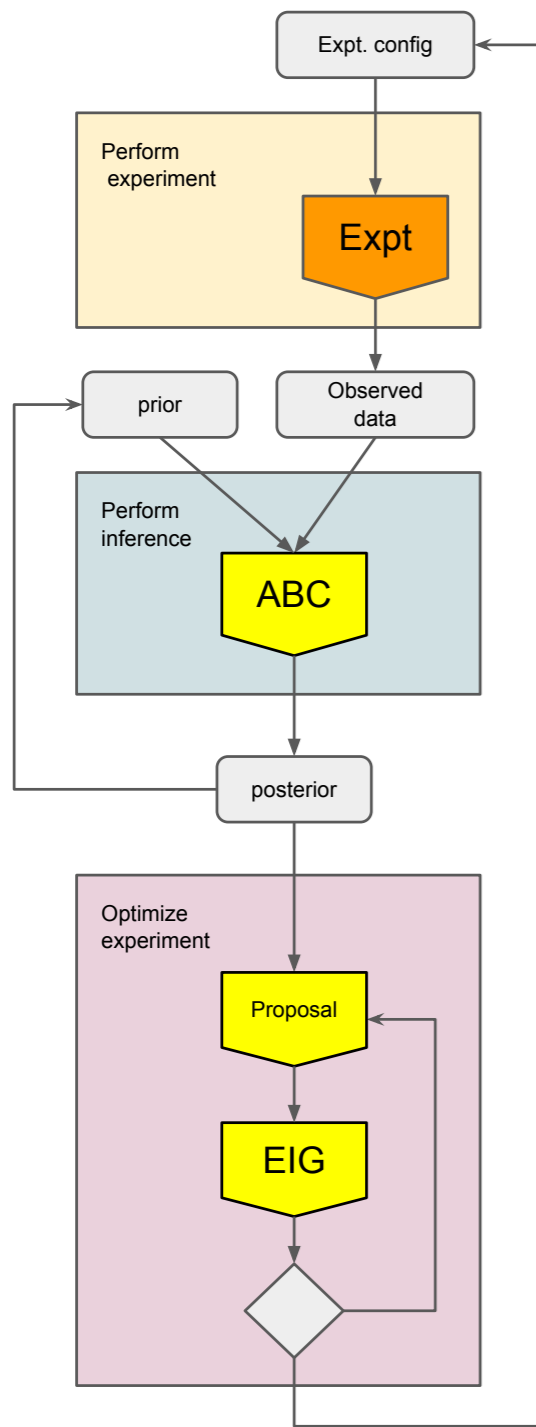 Expt. config
Perform
experiment
Expt
prior
Observed
data
Perform
inference
ABC
posterior
Optimize
experiment
Proposal
EIG